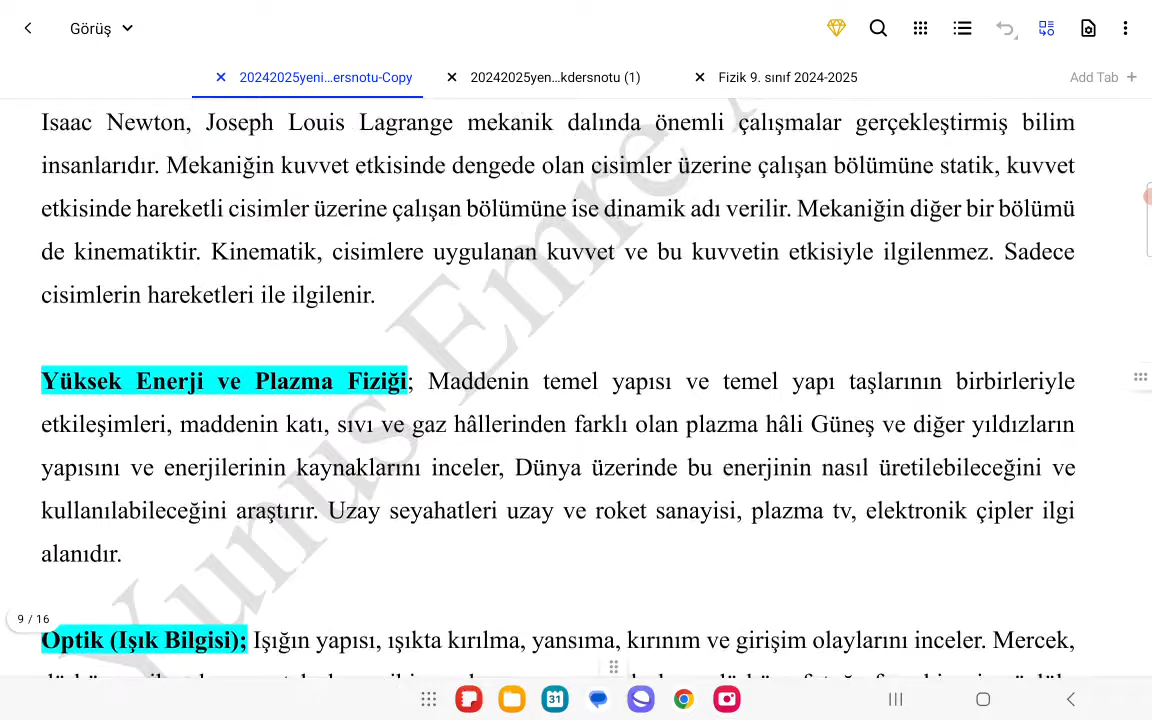 Görüş
20242025yeni...ersnotu-Copy
20242025yen...kdersnotu (1)
Fizik 9. sınıf 2024-2025
Add Tab +
Isaac Newton, Joseph Louis Lagrange mekanik dalında önemli çalışmalar gerçekleştirmiş bilim
insanlarıdır. Mekaniğin kuvvet etkisinde dengede olan cisimler üzerine çalışan bölümüne statik, kuvvet
etkisinde hareketli cisimler üzerine çalışan bölümüne ise dinamik adı verilir. Mekaniğin diğer bir bölümü
de kinematiktir. Kinematik, cisimlere uygulanan kuvvet ve bu kuvvetin etkisiyle ilgilenmez. Sadece
cisimlerin hareketleri ile ilgilenir.
Yüksek Enerji ve Plazma Fiziği; Maddenin temel yapısı ve temel yapı taşlarının birbirleriyle
etkileşimleri, maddenin katı, sıvı ve gaz hâllerinden farklı olan plazma hâli Güneş ve diğer yıldızların
yapısını ve enerjilerinin kaynaklarını inceler, Dünya üzerinde bu enerjinin nasıl üretilebileceğini ve
kullanılabileceğini araştırır. Uzay seyahatleri uzay ve roket sanayisi, plazma tv, elektronik çipler ilgi
alanıdır.
9 / 16
Optik (Işık Bilgisi); Işığın yapısı, ışıkta kırılma, yansıma, kırınım ve girişim olaylarını inceler. Mercek,
Yunus Emre
31